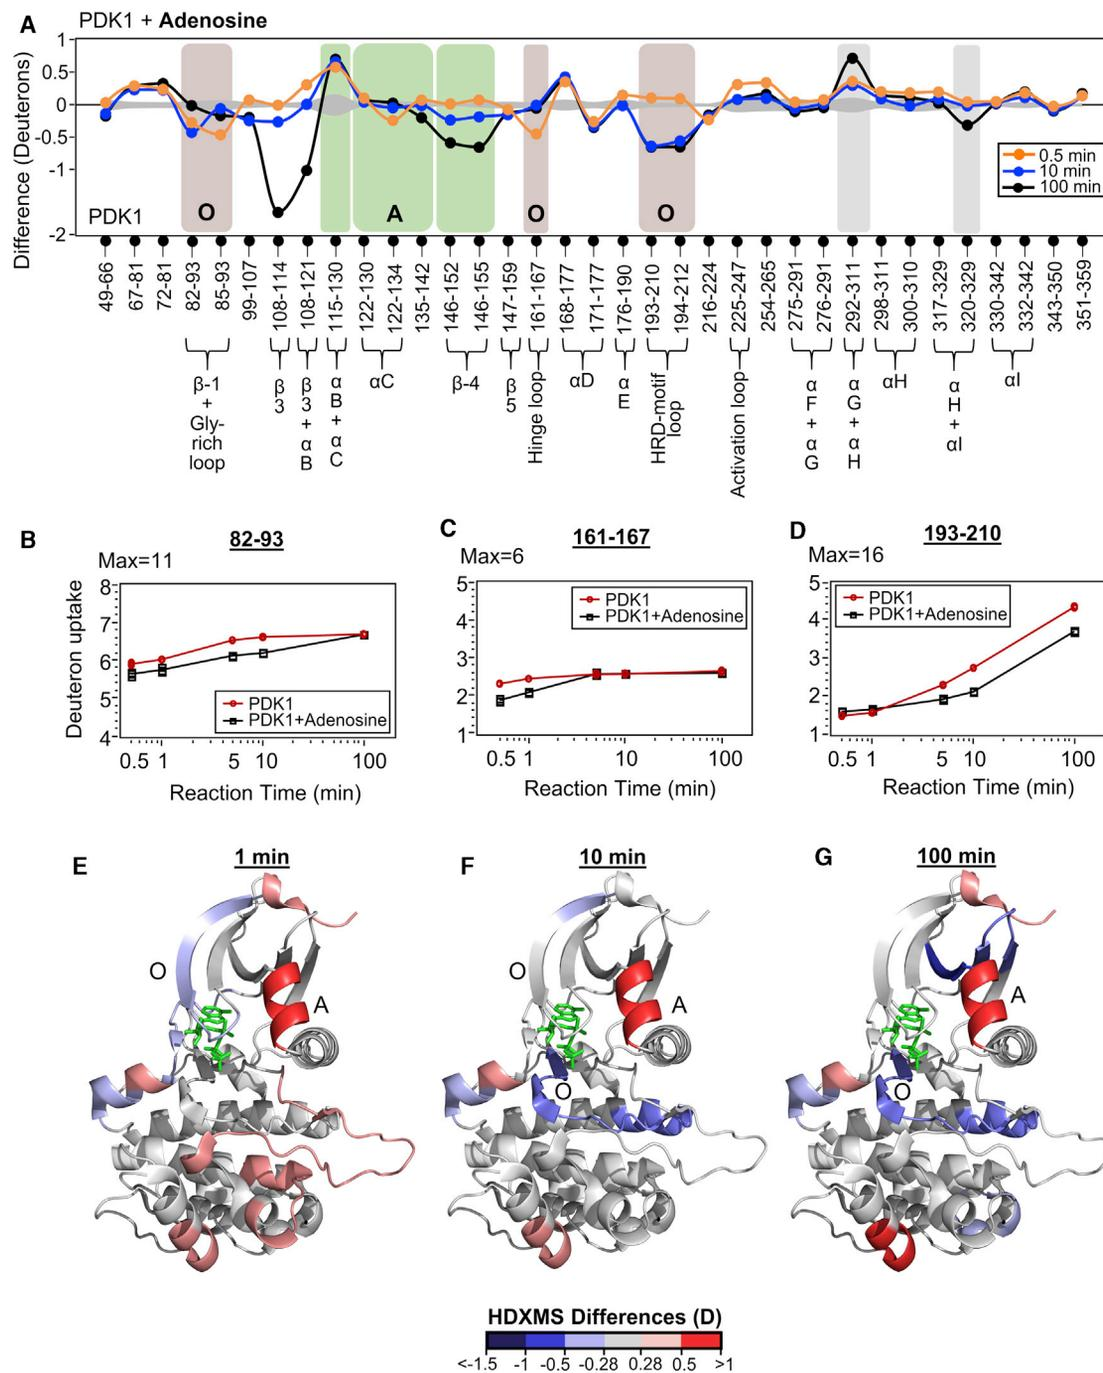 A
PDK1 + Adenosine
Difference (Deuterons)
1
0.5
0
-0.5
-1
-2
PDK1
O
A
O
O
0.5 min
10 min
100 min
49-66
67-81
72-81
82-93
85-93
99-107
108-114
108-121
115-130
122-130
122-134
135-142
146-152
146-155
147-159
161-167
168-177
171-177
176-190
193-210
194-212
216-224
225-247
254-265
275-291
276-291
292-311
298-311
300-310
317-329
320-329
330-342
332-342
343-350
351-359
β-1
+
Gly-
rich
loop
β
3
β
3
+
α
B
α
B
+
α
C
αC
β-4
β
5
Hinge loop
αD
α
E
HRD-motif
loop
Activation loop
α
F
+
α
G
α
G
+
α
H
αH
α
H
+
αI
αI
B
82-93
Max=11
Deuteron uptake
8
7
6
5
4
PDK1
PDK1+Adenosine
0.5 1 5 10 100
Reaction Time (min)
C
161-167
Max=6
5
4
3
2
1
PDK1
PDK1+Adenosine
0.5 1 5 10 100
Reaction Time (min)
D
193-210
Max=16
5
4
3
2
1
PDK1
PDK1+Adenosine
0.5 1 5 10 100
Reaction Time (min)
E
1 min
O
A
F
10 min
O
O
G
100 min
A
O
HDXMS Differences (D)
<-1.5 -1 -0.5 -0.28 0.28 0.5 >1